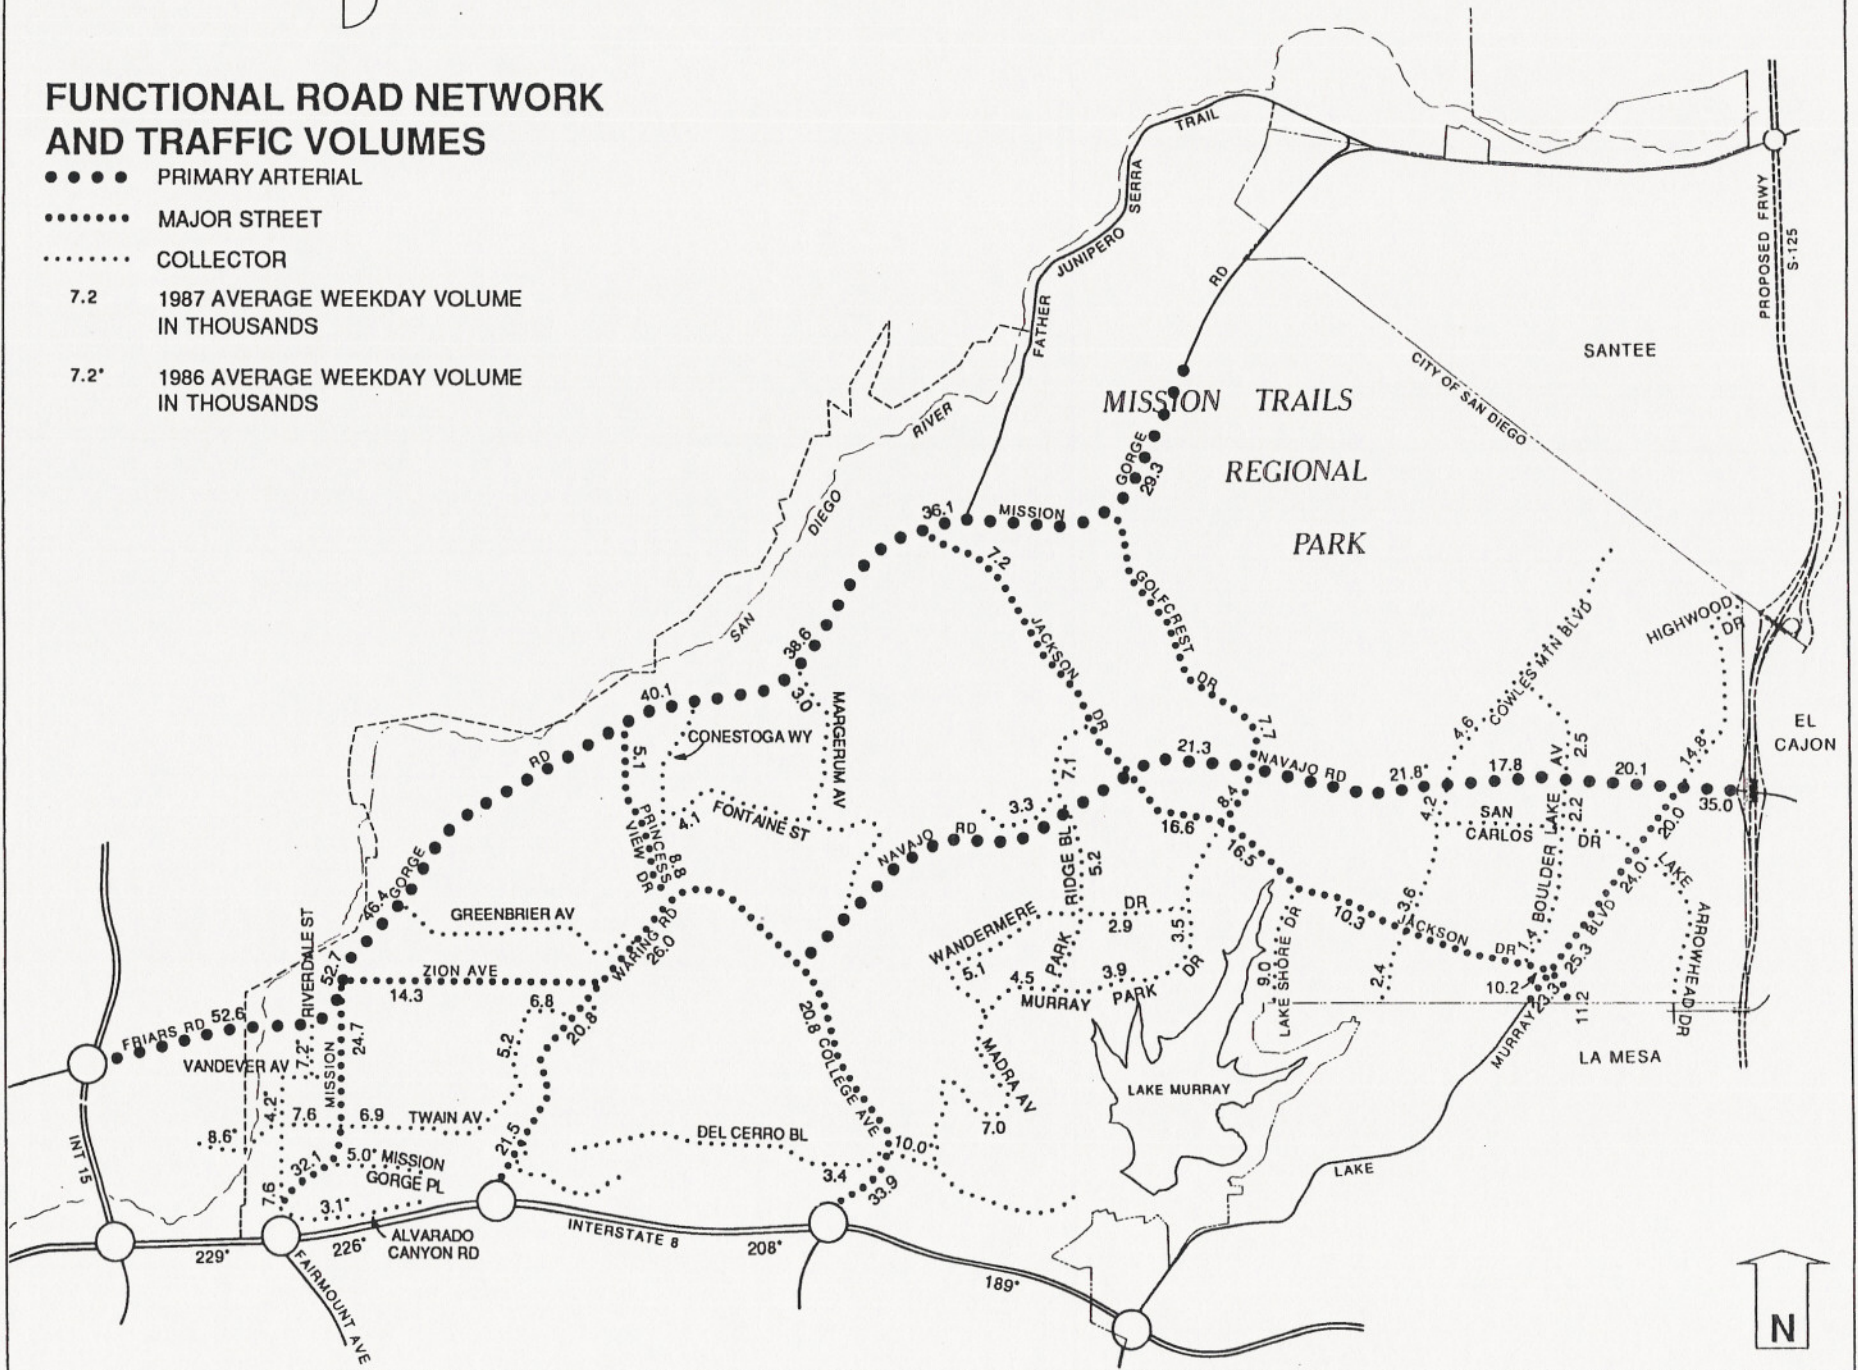 FUNCTIONAL ROAD NETWORK
AND TRAFFIC VOLUMES
PRIMARY ARTERIAL
MAJOR STREET
COLLECTOR
7.2 1987 AVERAGE WEEKDAY VOLUME
IN THOUSANDS
7.2* 1986 AVERAGE WEEKDAY VOLUME
IN THOUSANDS
FATHER JUNIPERO SERRA TRAIL
PROPOSED FRWY
S-125
RD
SANTEE
CITY OF SAN DIEGO
MISSION TRAILS
REGIONAL
PARK
SAN DIEGO RIVER
GORGE
29.3
36.1
MISSION
7.2
JACKSON DR
GOLFCREST DR
7.7
COWLES MTN BLVD
HIGHWOOD
DR
38.6
3.0
40.1
MARGERUM AV
CONESTOGA WY
5.1
RD
4.6
2.5
14.8*
EL
CAJON
21.3
NAVAJO RD
21.8*
17.8
20.1
35.0
7.1
3.3
8.4
16.6
16.5
4.2
SAN
CARLOS
DR
2.2
20.0
BOULDER LAKE AV
4.1
FONTAINE ST
PRINCESS
VIEW DR
8.8
NAVAJO RD
RIDGE BL
5.2
PARK
24.0
LAKE
ARROWHEAD DR
46.4
GORGE
GREENBRIER AV
WARING RD
26.0
WANDERMERE
DR
2.9
3.5
10.3
3.6
JACKSON
DR
1.4
BLVD
25.3
RIVERDALE ST
52.7
ZION AVE
14.3
5.1
4.5
3.9
MURRAY PARK
DR
9.0
LAKE SHORE DR
2.4
10.2
23.3
11.2
FRIARS RD
52.6
6.8
20.8*
20.8
COLLEGE AVE
VANDEVER AV
7.2*
MISSION
24.7
5.2
MADRA AV
7.0
LAKE MURRAY
MURRAY
LA MESA
4.2*
7.6
6.9
TWAIN AV
8.6*
INT 15
32.1
5.0*
MISSION
GORGE PL
21.5
DEL CERRO BL
10.0*
3.4
33.9
LAKE
7.6
3.1*
ALVARADO
CANYON RD
229*
226*
INTERSTATE 8
208*
189*
FAIRMOUNT AVE
N